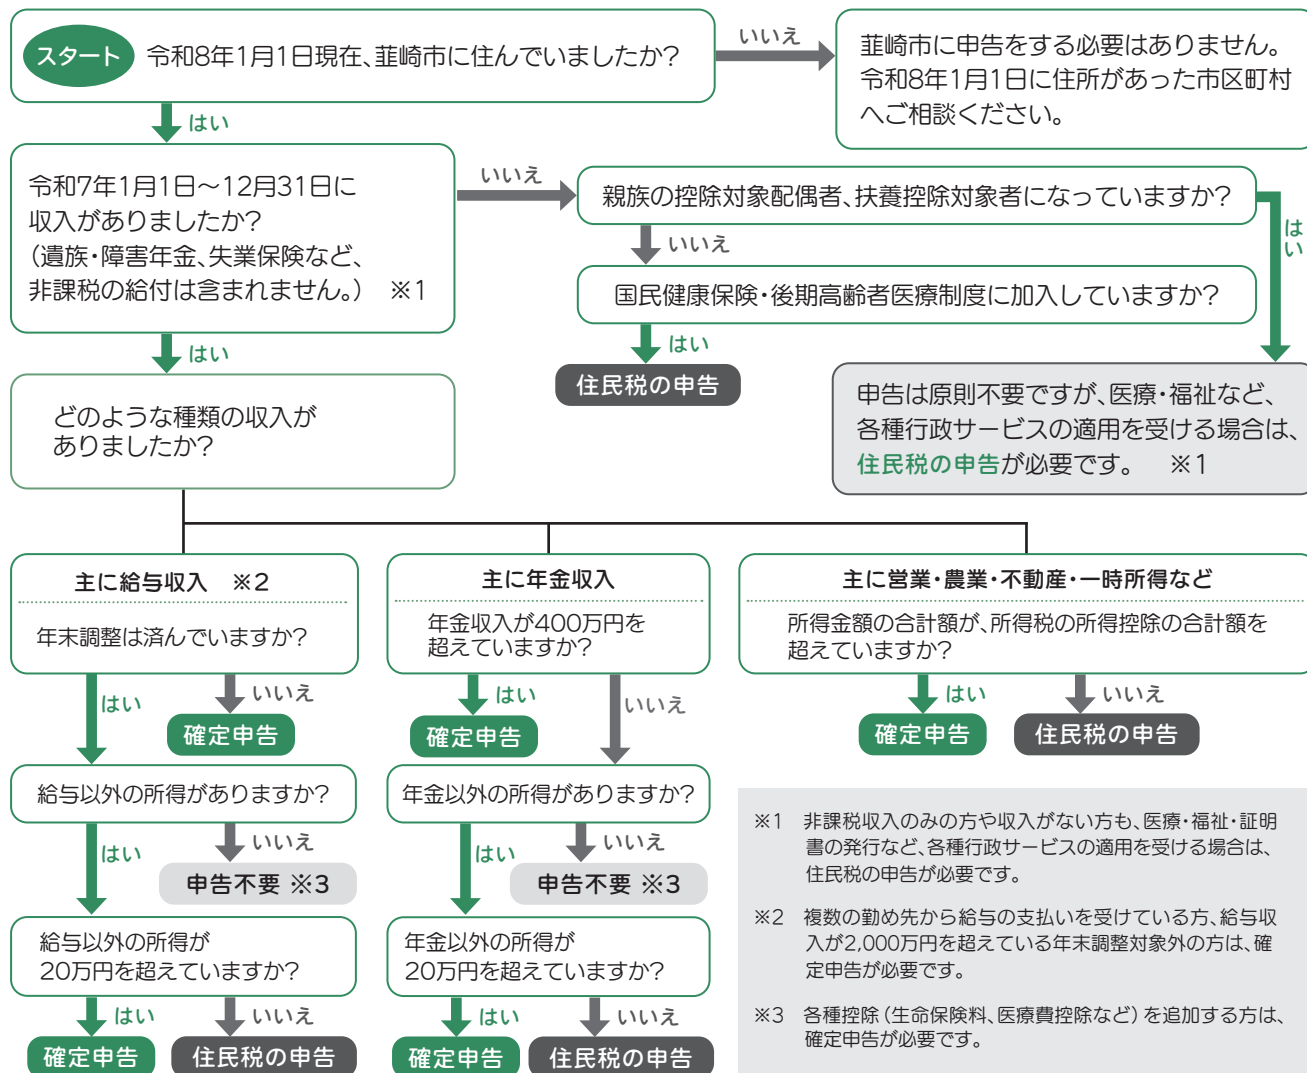 スタート
令和8年1月1日現在、韮崎市に住んでいましたか?
いいえ
韮崎市に申告をする必要はありません。
令和8年1月1日に住所があった市区町村
へご相談ください。
はい
令和7年1月1日〜12月31日に
収入がありましたか?
（遺族・障害年金、失業保険など、
非課税の給付は含まれません。） ※1
いいえ
親族の控除対象配偶者、扶養控除対象者になっていますか?
はい
いいえ
国民健康保険・後期高齢者医療制度に加入していますか?
はい
住民税の申告
申告は原則不要ですが、医療・福祉など、
各種行政サービスの適用を受ける場合は、
住民税の申告が必要です。 ※1
はい
どのような種類の収入が
ありましたか?
主に給与収入 ※2
年末調整は済んでいますか?
はい
いいえ
確定申告
給与以外の所得がありますか?
はい
いいえ
申告不要 ※3
給与以外の所得が
20万円を超えていますか?
はい
いいえ
確定申告
住民税の申告
主に年金収入
年金収入が400万円を
超えていますか?
はい
いいえ
確定申告
年金以外の所得がありますか?
はい
いいえ
申告不要 ※3
年金以外の所得が
20万円を超えていますか?
はい
いいえ
確定申告
住民税の申告
主に営業・農業・不動産・一時所得など
所得金額の合計額が、所得税の所得控除の合計額を
超えていますか?
はい
いいえ
確定申告
住民税の申告
※1 非課税収入のみの方や収入がない方も、医療・福祉・証明
書の発行など、各種行政サービスの適用を受ける場合は、
住民税の申告が必要です。
※2 複数の勤め先から給与の支払いを受けている方、給与収
入が2,000万円を超えている年末調整対象外の方は、確
定申告が必要です。
※3 各種控除（生命保険料、医療費控除など）を追加する方は、
確定申告が必要です。